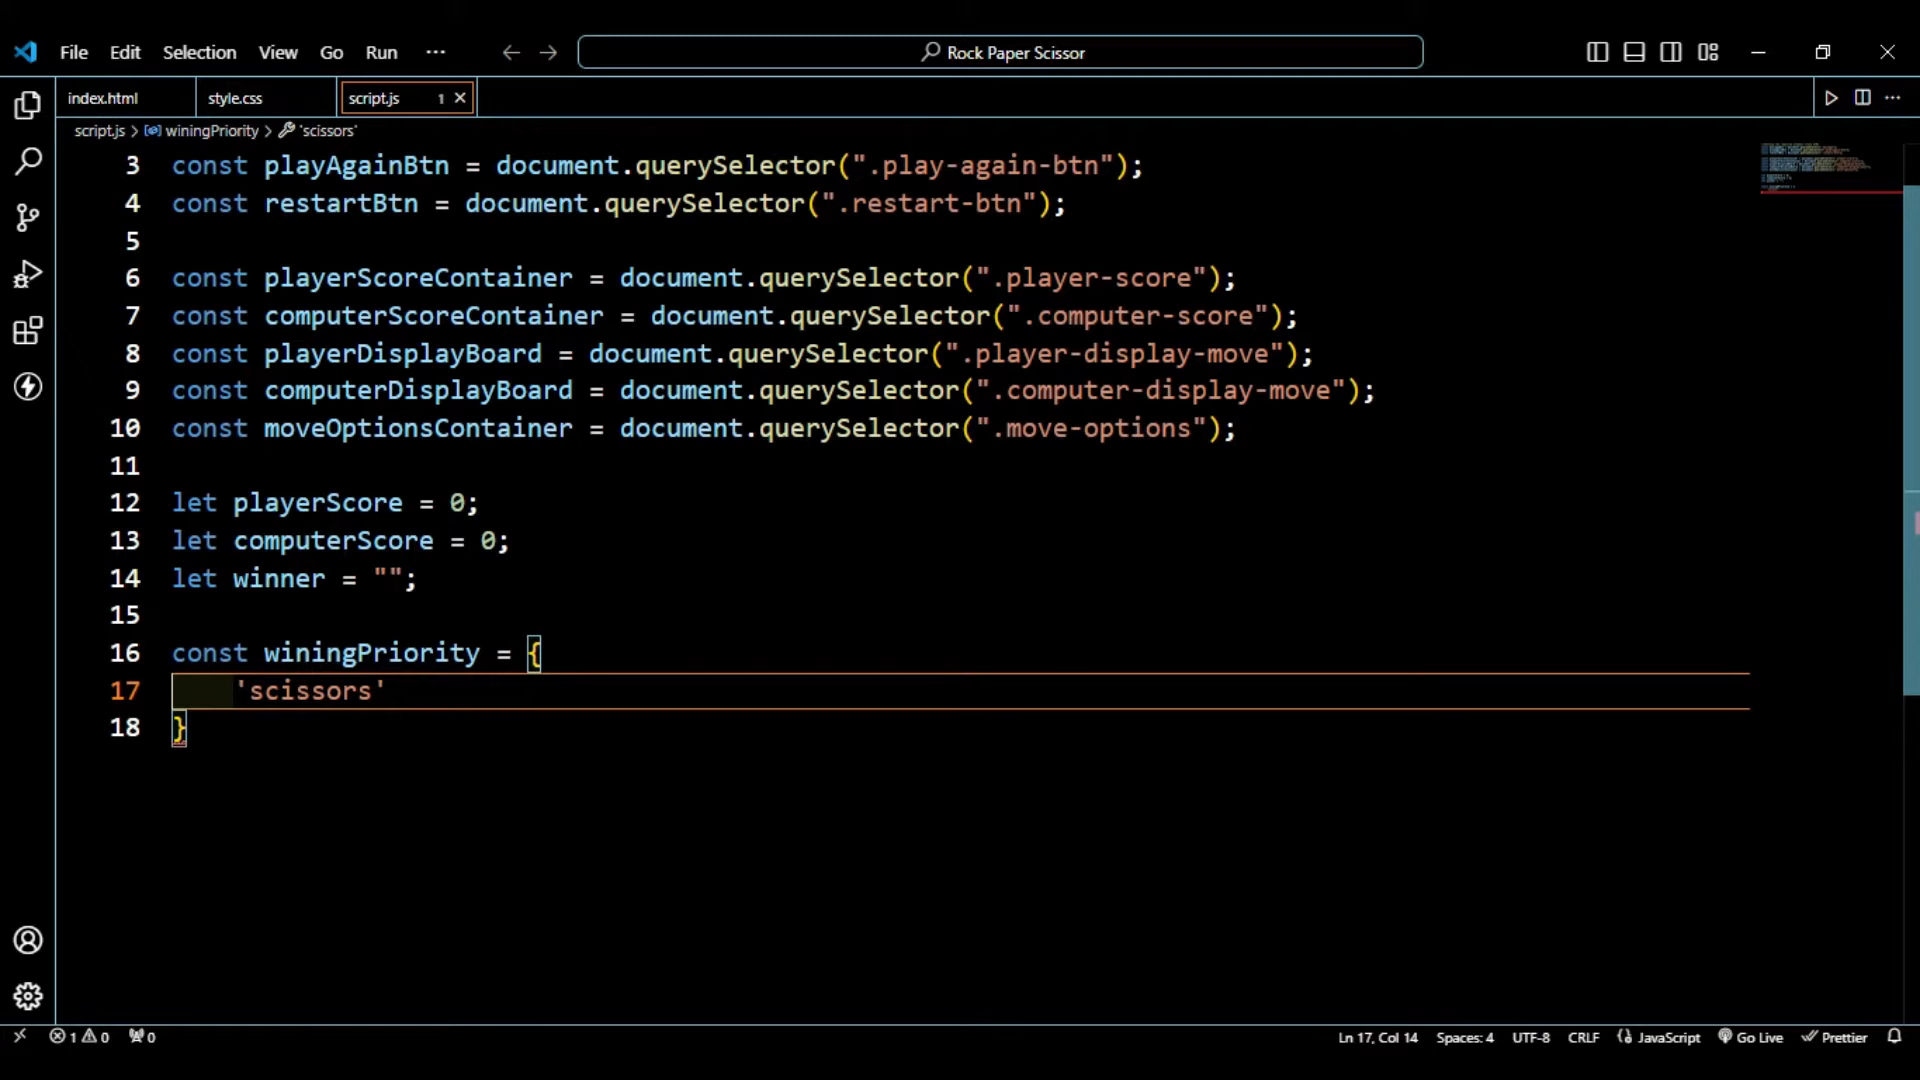 File Edit Selection View Go Run ··· Rock Paper Scissor
index.html style.css script.js 1
script.js > winingPriority > 'scissors'
3 const playAgainBtn = document.querySelector(".play-again-btn");
4 const restartBtn = document.querySelector(".restart-btn");
5
6 const playerScoreContainer = document.querySelector(".player-score");
7 const computerScoreContainer = document.querySelector(".computer-score");
8 const playerDisplayBoard = document.querySelector(".player-display-move");
9 const computerDisplayBoard = document.querySelector(".computer-display-move");
10 const moveOptionsContainer = document.querySelector(".move-options");
11
12 let playerScore = 0;
13 let computerScore = 0;
14 let winner = "";
15
16 const winingPriority = {
17 'scissors'
18 }
1 0 0 Ln 17, Col 14 Spaces: 4 UTF-8 CRLF JavaScript Go Live Prettier